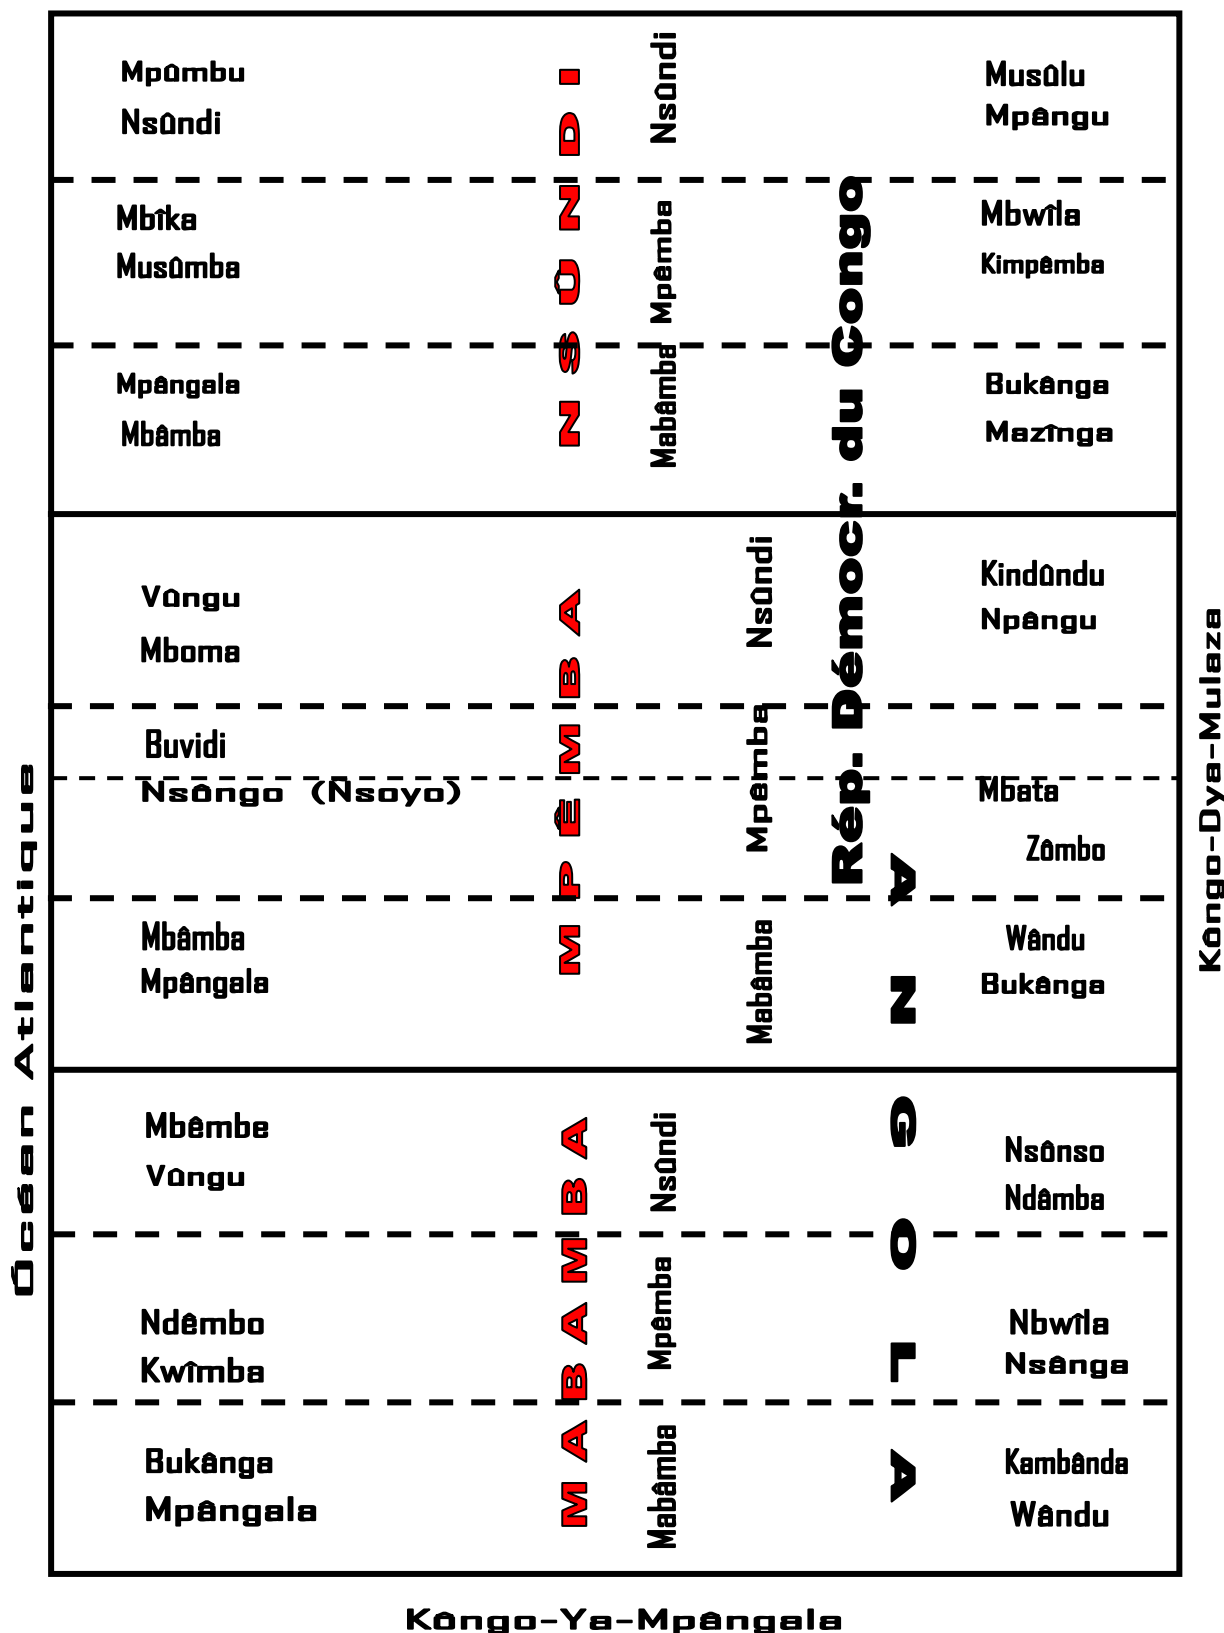 Mpûmbu
Nsûndi
Musûlu
Mpângu
Nsûndi
NSÛNDI
Mbîka
Musûmba
Mpêmba
Mbwîla
Kimpêmba
Mpângala
Mbâmba
Mabâmba
Bukânga
Mazînga
Rép. Démocr. du Congo
Vûngu
Mboma
Nsûndi
Kindûndu
Npângu
MPÊMBA
Buvidi
Nsôngo (Nsoyo)
Mpêmba
Mbata
Zômbo
Mbâmba
Mpângala
Mabâmba
Wându
Bukânga
ANGOLA
Mbêmbe
Vûngu
Nsûndi
Nsônso
Ndâmba
MABAMBA
Ndêmbo
Kwîmba
Mpêmba
Nbwîla
Nsânga
Bukânga
Mpângala
Mabâmba
Kambânda
Wându
Océan Atlantique
Kôngo-Dya-Mulaza
Kôngo-Ya-Mpângala